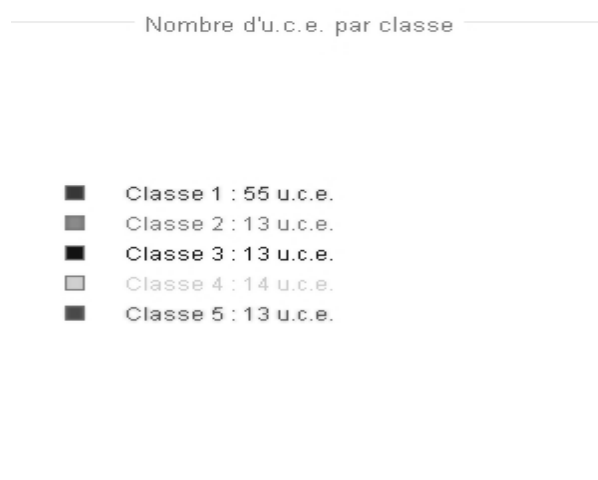 Nombre d'u.c.e. par classe
Classe 1 : 55 u.c.e.
Classe 2 : 13 u.c.e.
Classe 3 : 13 u.c.e.
Classe 4 : 14 u.c.e.
Classe 5 : 13 u.c.e.